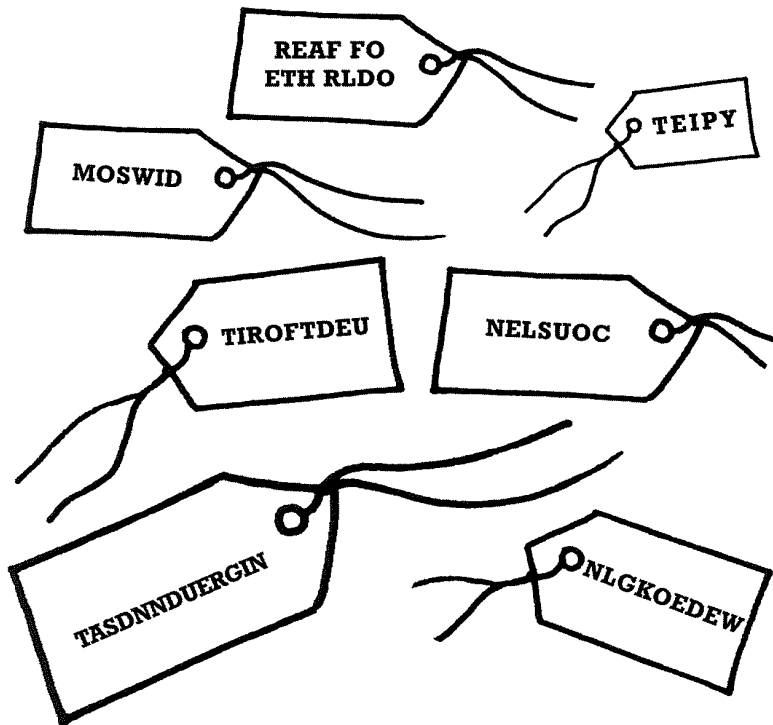 REAF FO
ETH RLDO
TEIPY
MOSWID
TIROFTDEU
NELSUOC
TASDNNDUERGIN
NLGKOEDEW